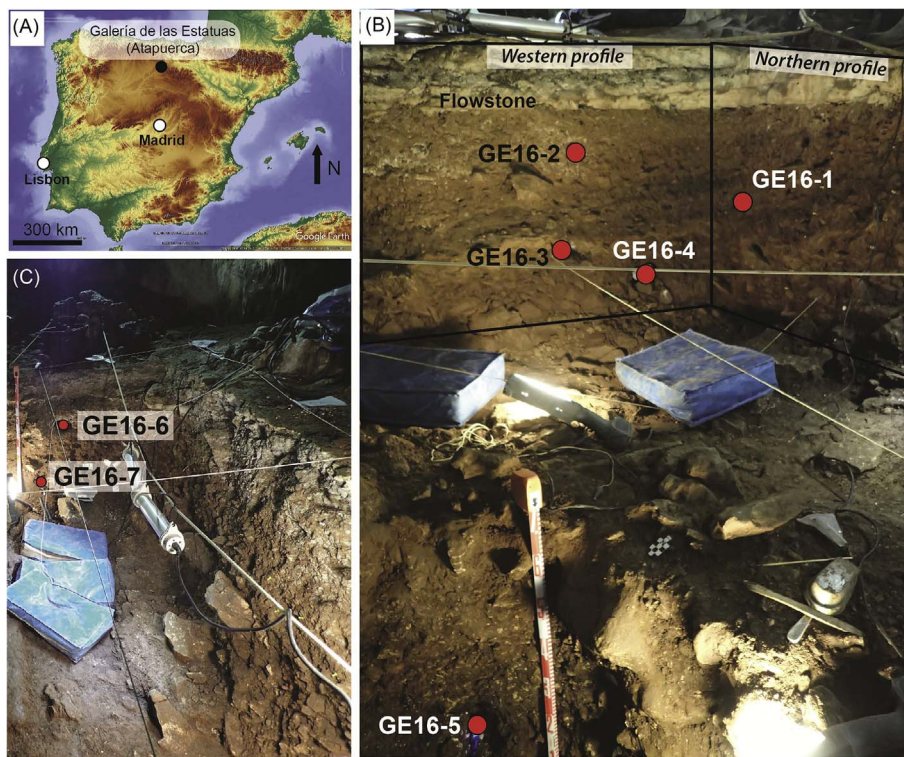 (A)
Galería de las Estatuas
(Atapuerca)
Madrid
Lisbon
N
300 km
Google Earth
(B)
Western profile
Northern profile
Flowstone
GE16-2
GE16-1
GE16-3
GE16-4
GE16-5
(C)
GE16-6
GE16-7